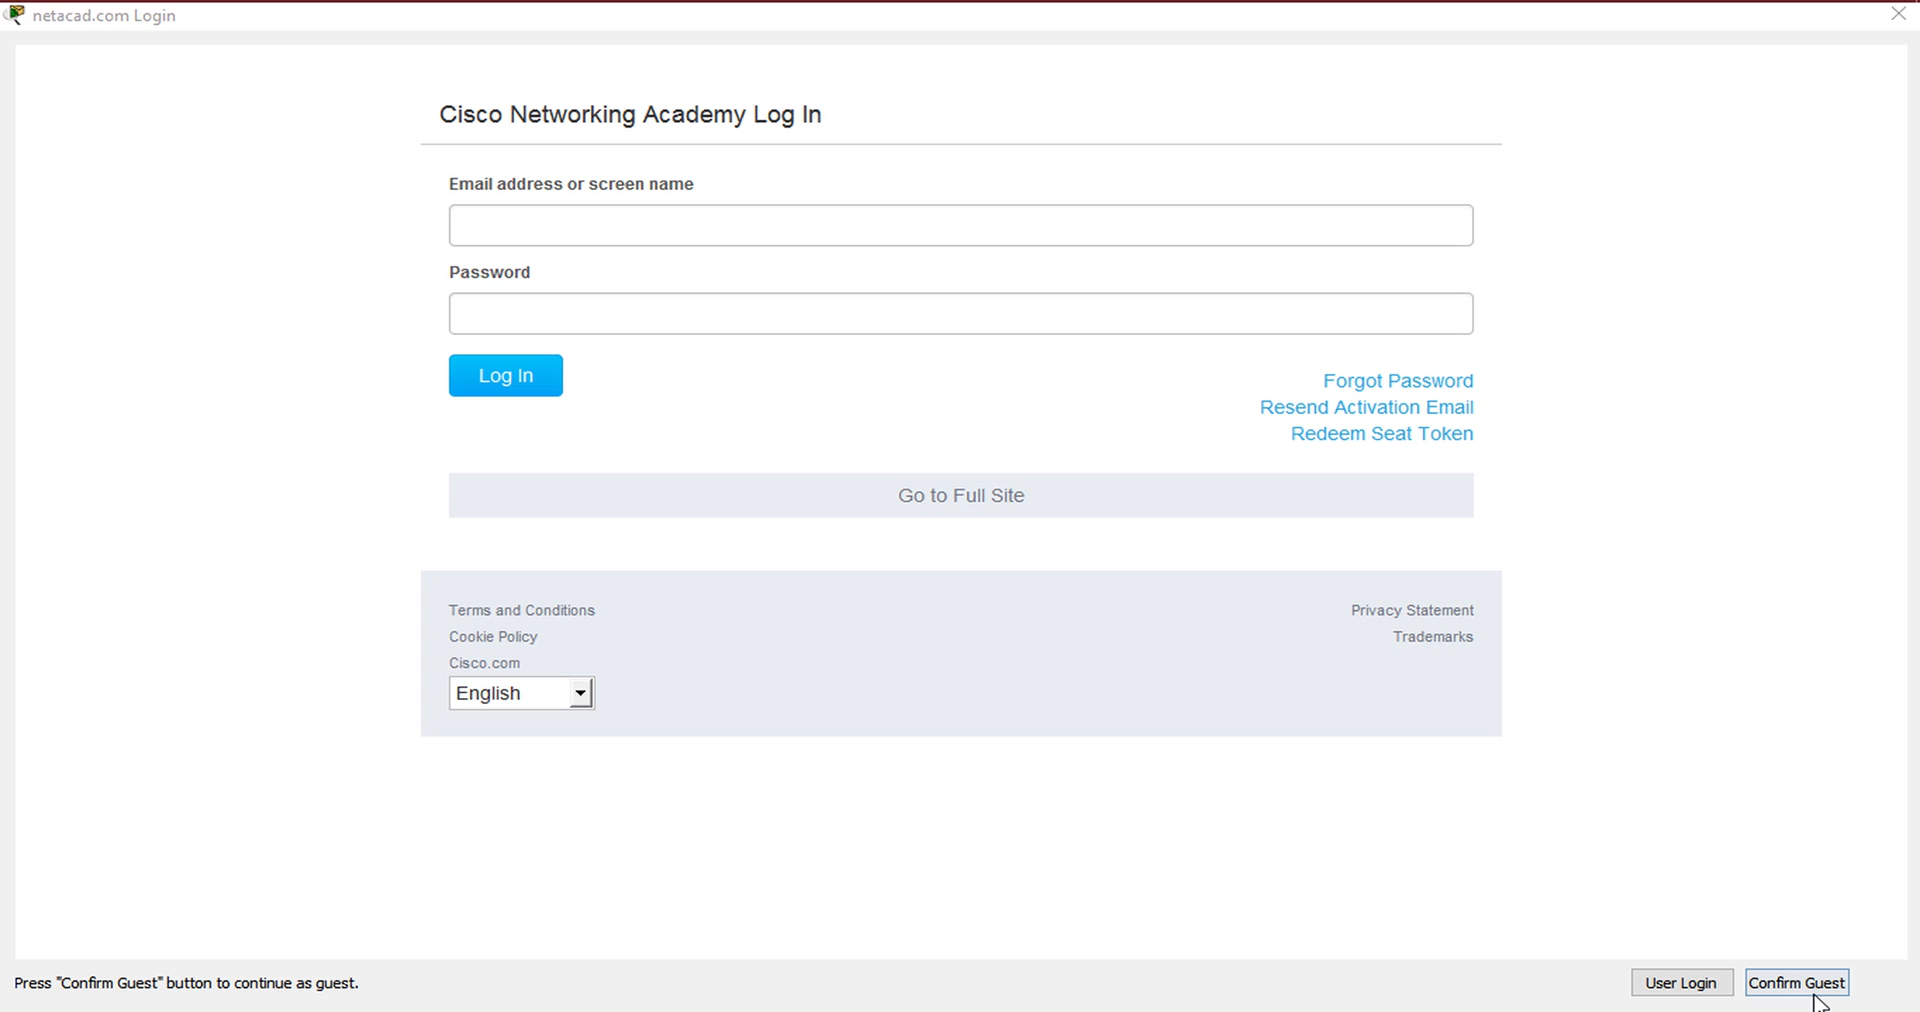 netacad.com Login
Cisco Networking Academy Log In
Email address or screen name
Password
Log In
Forgot Password
Resend Activation Email
Redeem Seat Token
Go to Full Site
Terms and Conditions
Privacy Statement
Cookie Policy
Trademarks
Cisco.com
English
Press "Confirm Guest" button to continue as guest.
User Login
Confirm Guest